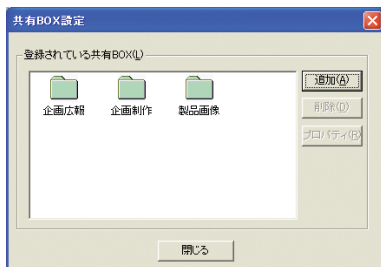 共有BOX設定
登録されている共有BOX(L)
企画広報
企画制作
製品画像
追加(A)
削除(D)
プロパティ(R)
閉じる